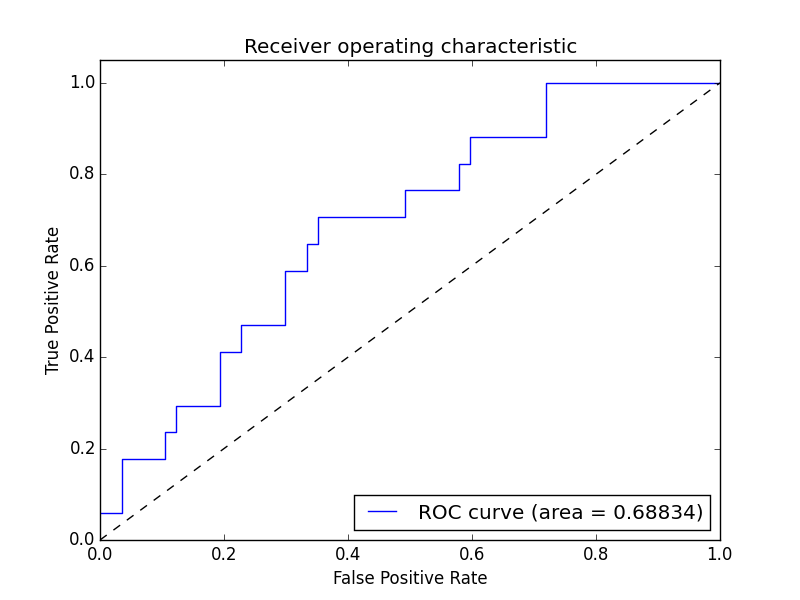 Receiver operating characteristic
1.0
0.8
0.6
0.4
0.2
0.0
True Positive Rate
ROC curve (area = 0.68834)
0.0 0.2 0.4 0.6 0.8 1.0
False Positive Rate